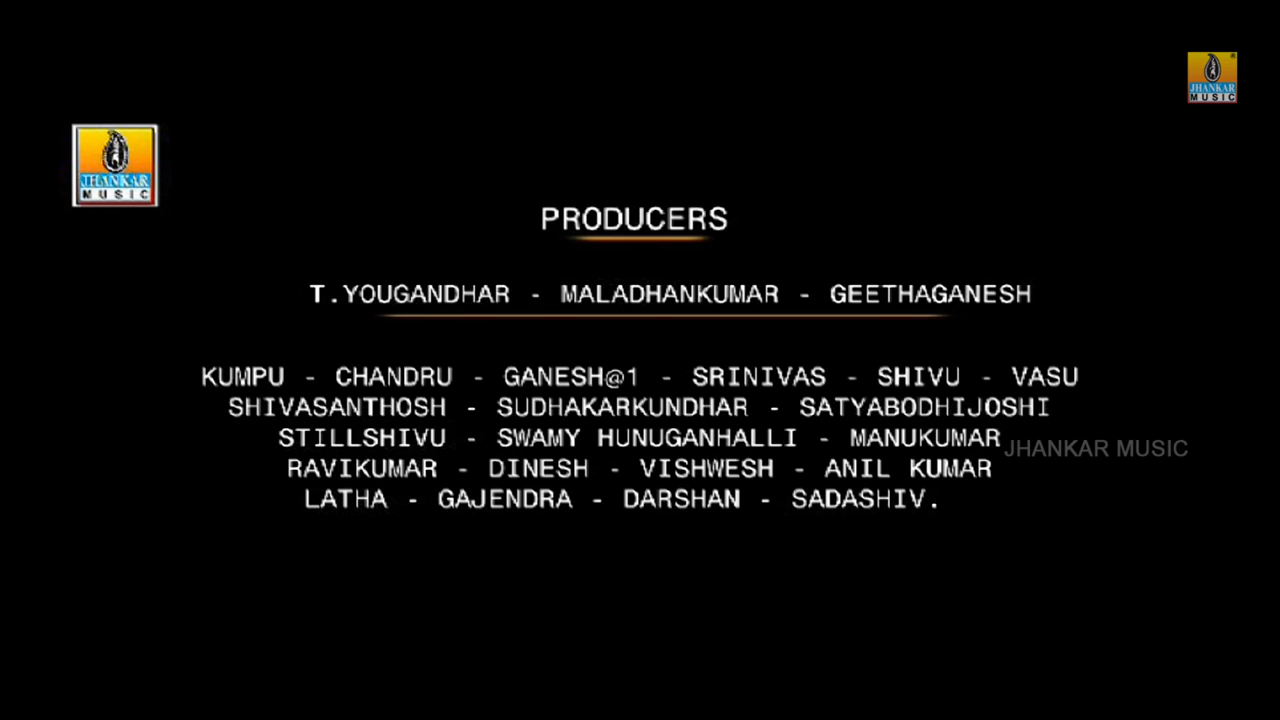 JHANKAR
MUSIC
JHANKAR
MUSIC
PRODUCERS
T.YOUGANDHAR - MALADHANKUMAR - GEETHAGANESH
KUMPU - CHANDRU - GANESH@1 - SRINIVAS - SHIVU - VASU
SHIVASANTHOSH - SUDHAKARKUNDHAR - SATYABODHIJOSHI
STILLSHIVU - SWAMY HUNUGANHALLI - MANUKUMAR
JHANKAR MUSIC
RAVIKUMAR - DINESH - VISHWESH - ANIL KUMAR
LATHA - GAJENDRA - DARSHAN - SADASHIV.